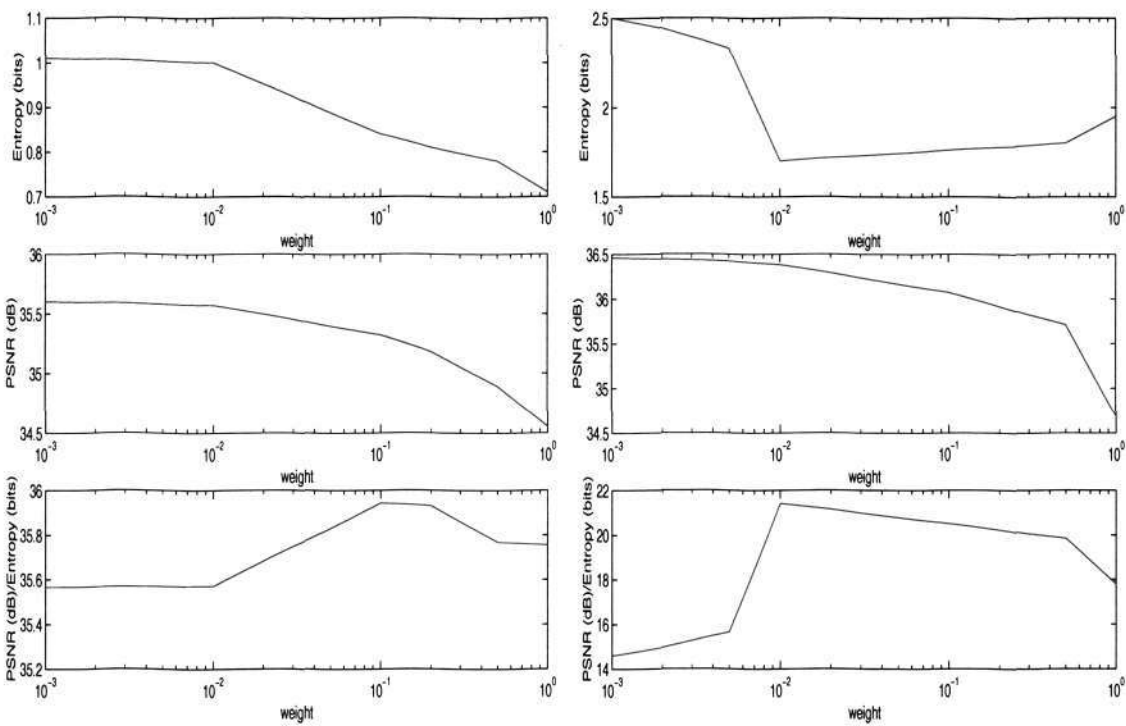 1.1
1
0.9
0.8
0.7
Entropy (bits)
10^-3 10^-2 10^-1 10^0
weight
2.5
2
1.5
Entropy (bits)
10^-3 10^-2 10^-1 10^0
weight
36
35.5
35
34.5
PSNR (dB)
10^-3 10^-2 10^-1 10^0
weight
36.5
36
35.5
35
34.5
PSNR (dB)
10^-3 10^-2 10^-1 10^0
weight
36
35.8
35.6
35.4
35.2
PSNR (dB)/Entropy (bits)
10^-3 10^-2 10^-1 10^0
weight
22
20
18
16
14
PSNR (dB)/Entropy (bits)
10^-3 10^-2 10^-1 10^0
weight